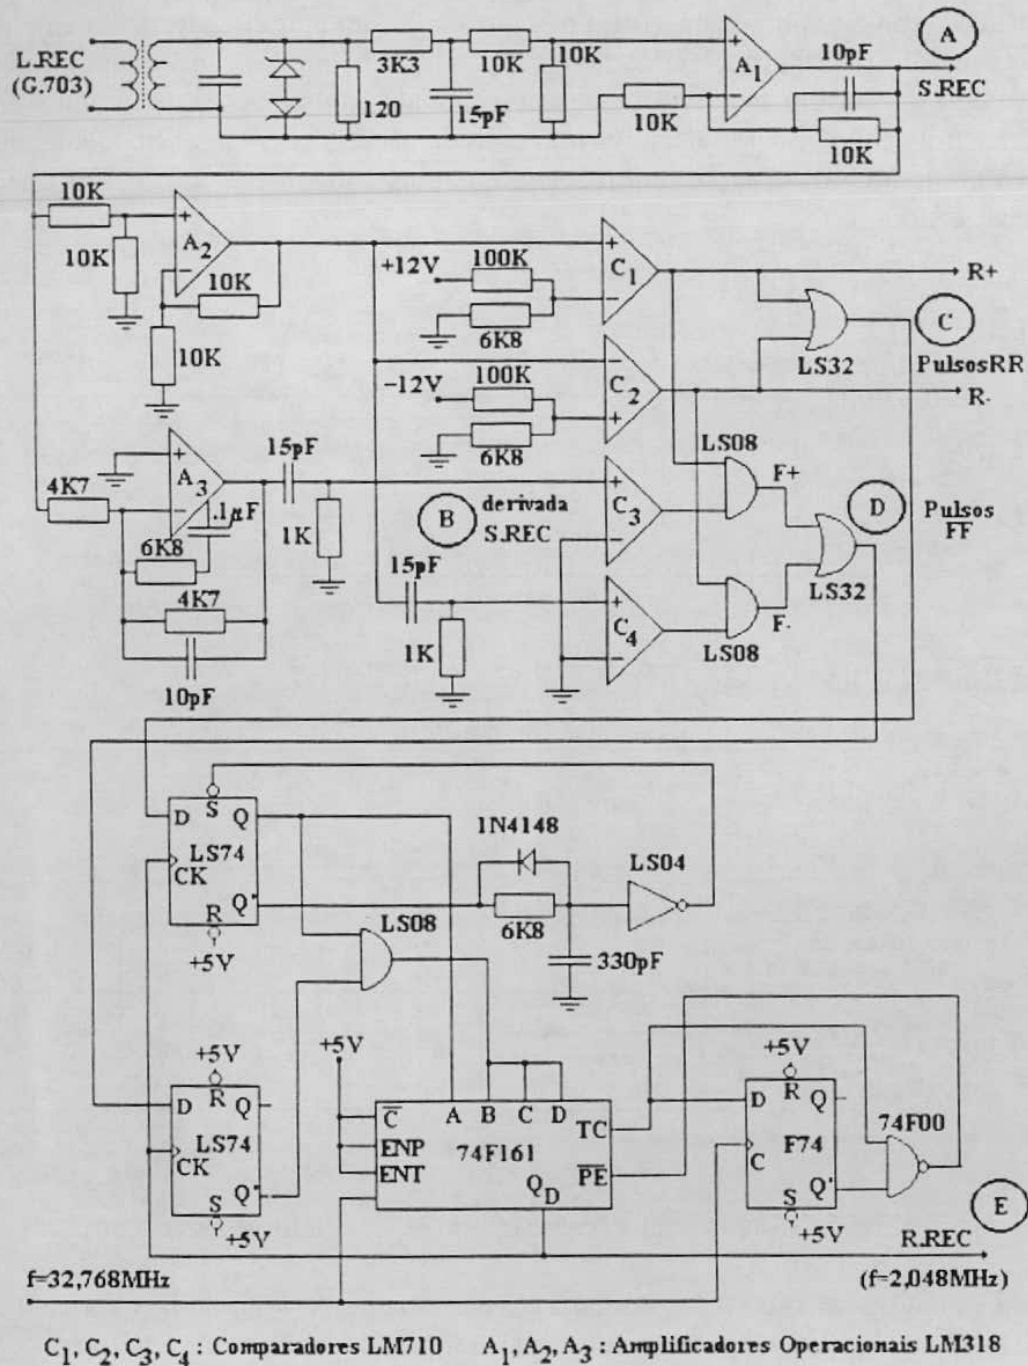 L.REC
(G.703)
3K3
10K
10K
120
15pF
10K
+
-
A1
10pF
10K
A
S.REC
10K
10K
+
-
A2
10K
10K
+12V
100K
6K8
+
-
C1
R+
C
LS32
PulsosRR
-12V
100K
6K8
-
+
C2
R-
LS08
F+
4K7
+
-
A3
.1µF
6K8
4K7
10pF
15pF
1K
B
derivada
S.REC
+
-
C3
D
Pulsos
FF
LS32
15pF
1K
+
-
C4
F-
LS08
S
D
Q
LS74
CK
Q'
R
+5V
1N4148
6K8
LS04
330pF
LS08
+5V
D
R
Q
LS74
CK
Q'
S
+5V
+5V
C
ENP
ENT
A
B
C
D
74F161
TC
PE
QD
+5V
D
R
Q
F74
C
Q'
S
+5V
74F00
E
R.REC
f=32,768MHz
(f=2,048MHz)
C1, C2, C3, C4 : Comparadores LM710 A1, A2, A3 : Amplificadores Operacionais LM318